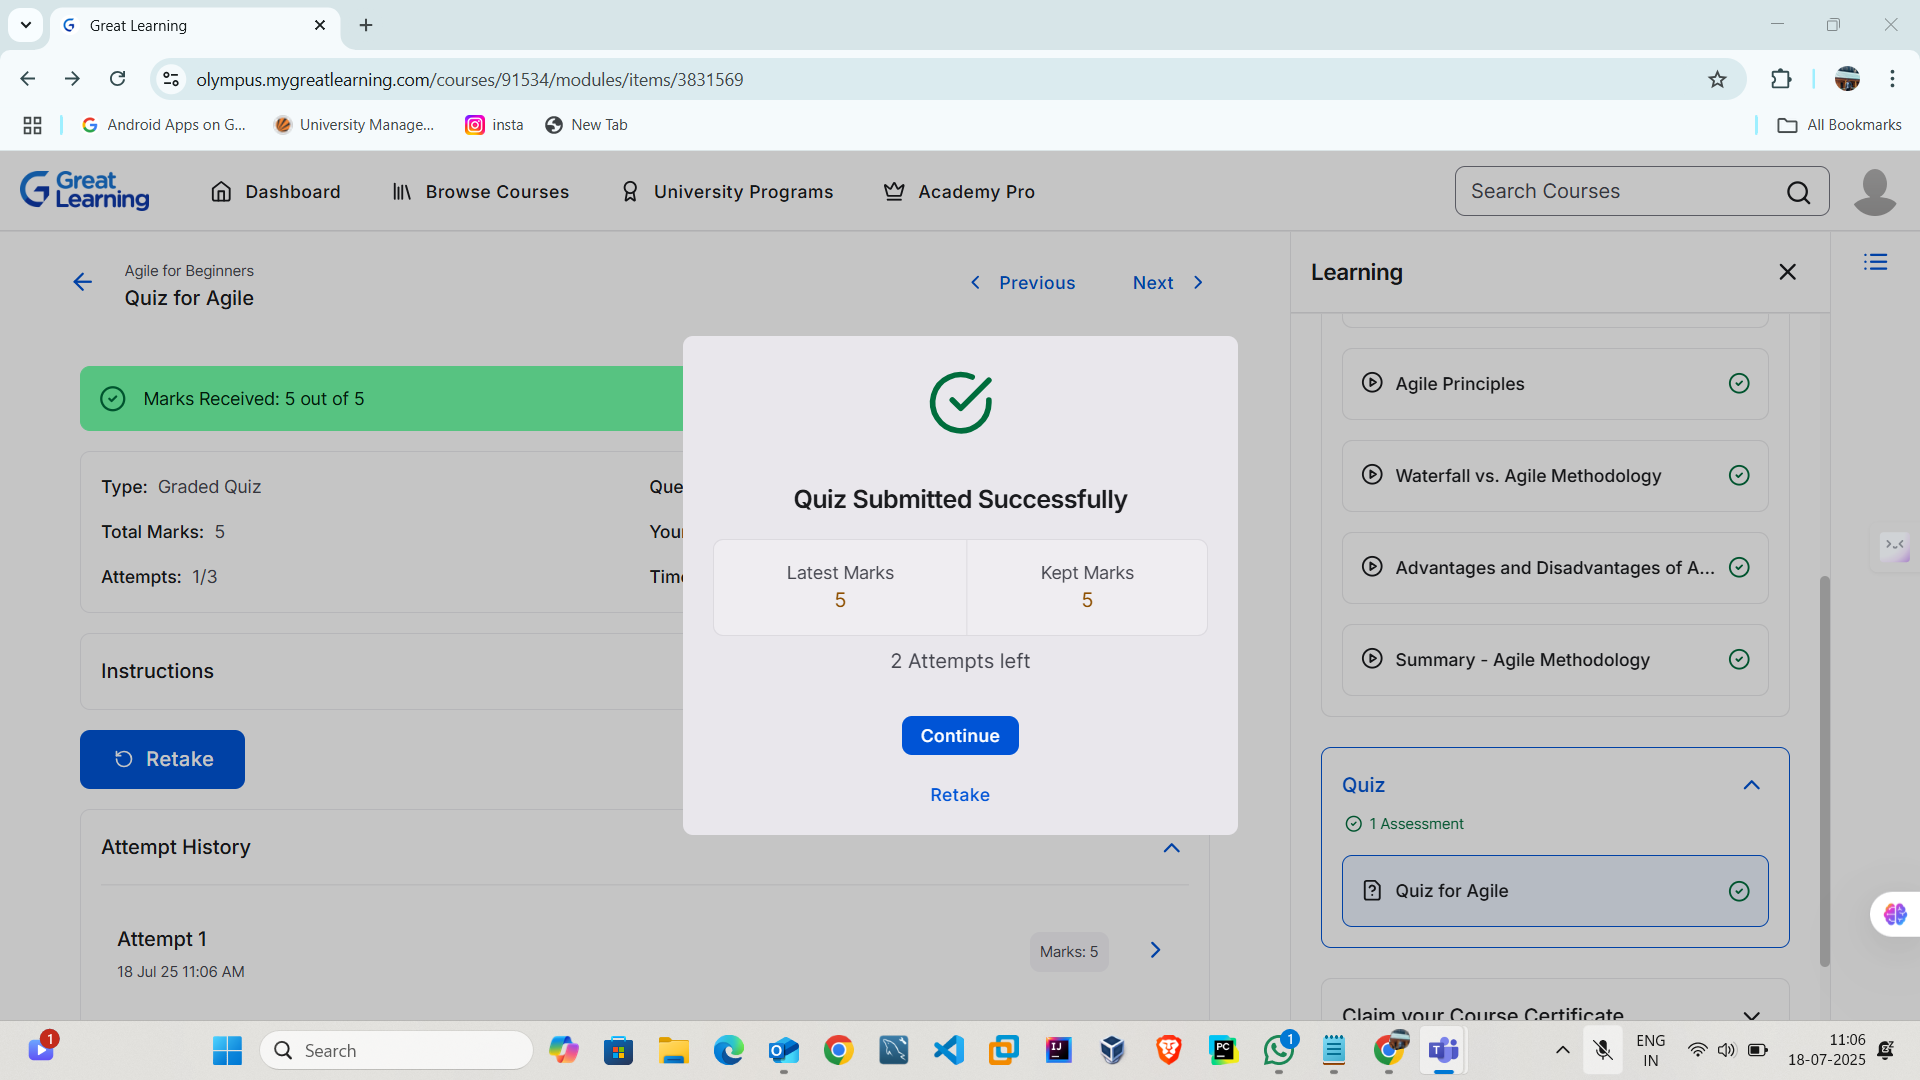 Great Learning
olympus.mygreatlearning.com/courses/91534/modules/items/3831569
Android Apps on G...
University Manage...
insta
New Tab
All Bookmarks
Great
Learning
Dashboard
Browse Courses
University Programs
Academy Pro
Search Courses
Agile for Beginners
Quiz for Agile
Previous
Next
Learning
Marks Received: 5 out of 5
Type: Graded Quiz
Que
Total Marks: 5
You
Attempts: 1/3
Time
Instructions
Retake
Attempt History
Attempt 1
18 Jul 25 11:06 AM
Marks: 5
Quiz Submitted Successfully
Latest Marks
5
Kept Marks
5
2 Attempts left
Continue
Retake
Agile Principles
Waterfall vs. Agile Methodology
Advantages and Disadvantages of A...
Summary - Agile Methodology
Quiz
1 Assessment
Quiz for Agile
Claim your Course Certificate
1
Search
1
ENG
IN
11:06
18-07-2025